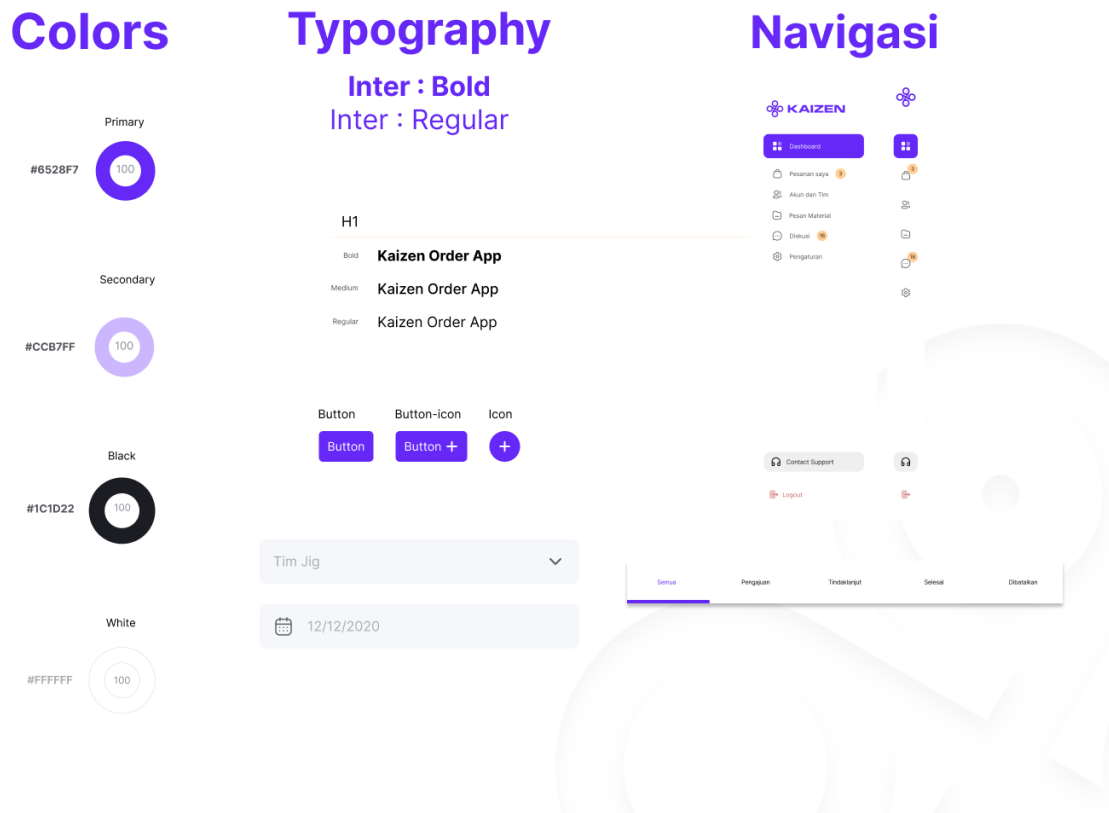 Colors
Primary
#6528F7
100
Secondary
#CCB7FF
100
Black
#1C1D22
100
White
#FFFFFF
100
Typography
Inter : Bold
Inter : Regular
H1
Bold Kaizen Order App
Medium Kaizen Order App
Regular Kaizen Order App
Button Button-icon Icon
Button Button +
Tim Jig
12/12/2020
Navigasi
KAIZEN
Dashboard
Pesanan saya 3
Akun dan Tim
Pesan Material
Diskusi 16
Pengaturan
Contact Support
Logout
3
16
Semua Pengajuan Tindaklanjut Selesai Dibatalkan